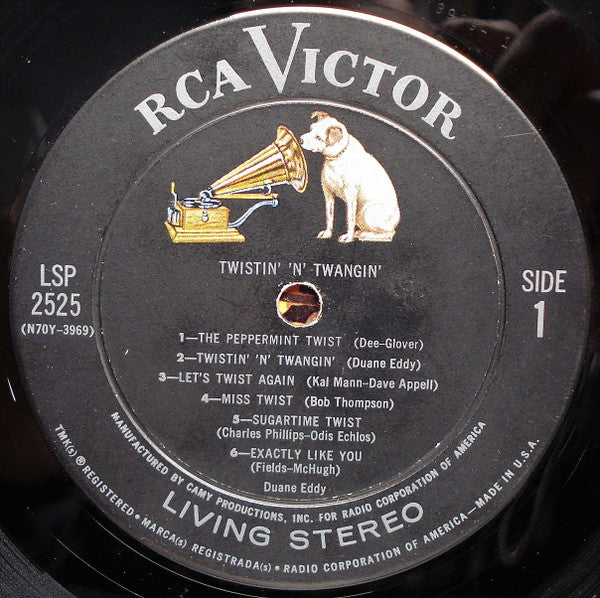 RCA VICTOR
TWISTIN' 'N' TWANGIN'
LSP
2525
(N70Y-3969)
SIDE
1
1—THE PEPPERMINT TWIST (Dee-Glover)
2—TWISTIN' 'N' TWANGIN' (Duane Eddy)
3—LET'S TWIST AGAIN (Kal Mann-Dave Appell)
4—MISS TWIST (Bob Thompson)
5—SUGARTIME TWIST
(Charles Phillips-Odis Echlos)
6—EXACTLY LIKE YOU
(Fields-McHugh)
Duane Eddy
MANUFACTURED BY CAMY PRODUCTIONS, INC. FOR RADIO CORPORATION OF AMERICA
LIVING STEREO
TMK(s) ® REGISTERED • MARCA(s) REGISTRADA(s) • RADIO CORPORATION OF AMERICA—MADE IN U.S.A.